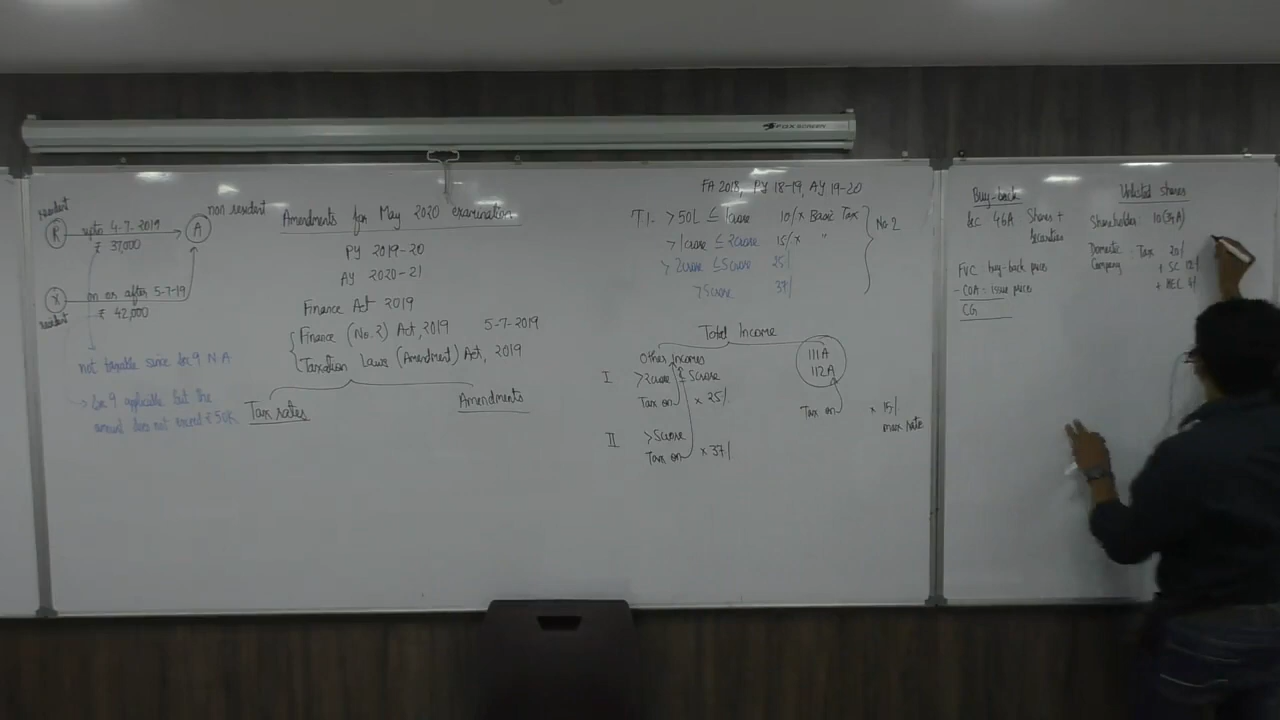 FOX SCREEN
Resident
R
upto 4-7-2019
₹ 37,000
A
non resident
X
on or after 5-7-19
₹ 42,000
Resident
not taxable since Sec 9 N.A
→ Sec 9 applicable but the
amount does not exceed ₹ 50K
Amendments for May 2020 examination
PY 2019-20
AY 2020-21
Finance Act 2019
Finance (No.2) Act, 2019 5-7-2019
Taxation Laws (Amendment) Act, 2019
Tax rates
Amendments
FA 2018, PY 18-19, AY 19-20
T.I. >50L ≤ 1crore 10% x Basic Tax
>1crore ≤ 2crore 15% x "
>2crore ≤ 5crore 25%
>5crore 37%
No 2
Total Income
Other Incomes
111A
112A
I >2crore ≤ 5crore
Tax on x 25%
Tax on x 15%
max rate
II >5crore
Tax on x 37%
Buy-back
Sec 46A Shares +
Securities
FVC buy-back price
- COA = issue price
CG
Unlisted shares
Shareholder: 10(34A)
Domestic Company : Tax 20%
+ SC 12%
+ HEC 4%